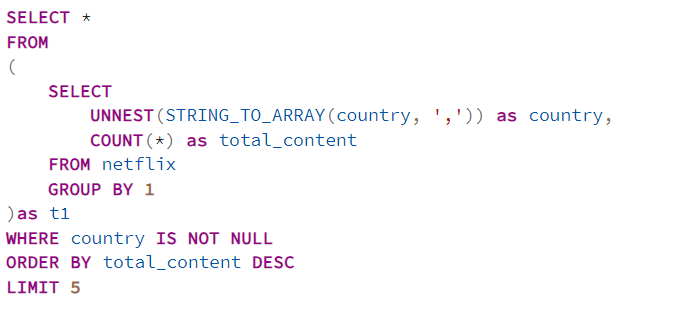 SELECT *
FROM
(
    SELECT
        UNNEST(STRING_TO_ARRAY(country, ',')) as country,
        COUNT(*) as total_content
    FROM netflix
    GROUP BY 1
)as t1
WHERE country IS NOT NULL
ORDER BY total_content DESC
LIMIT 5